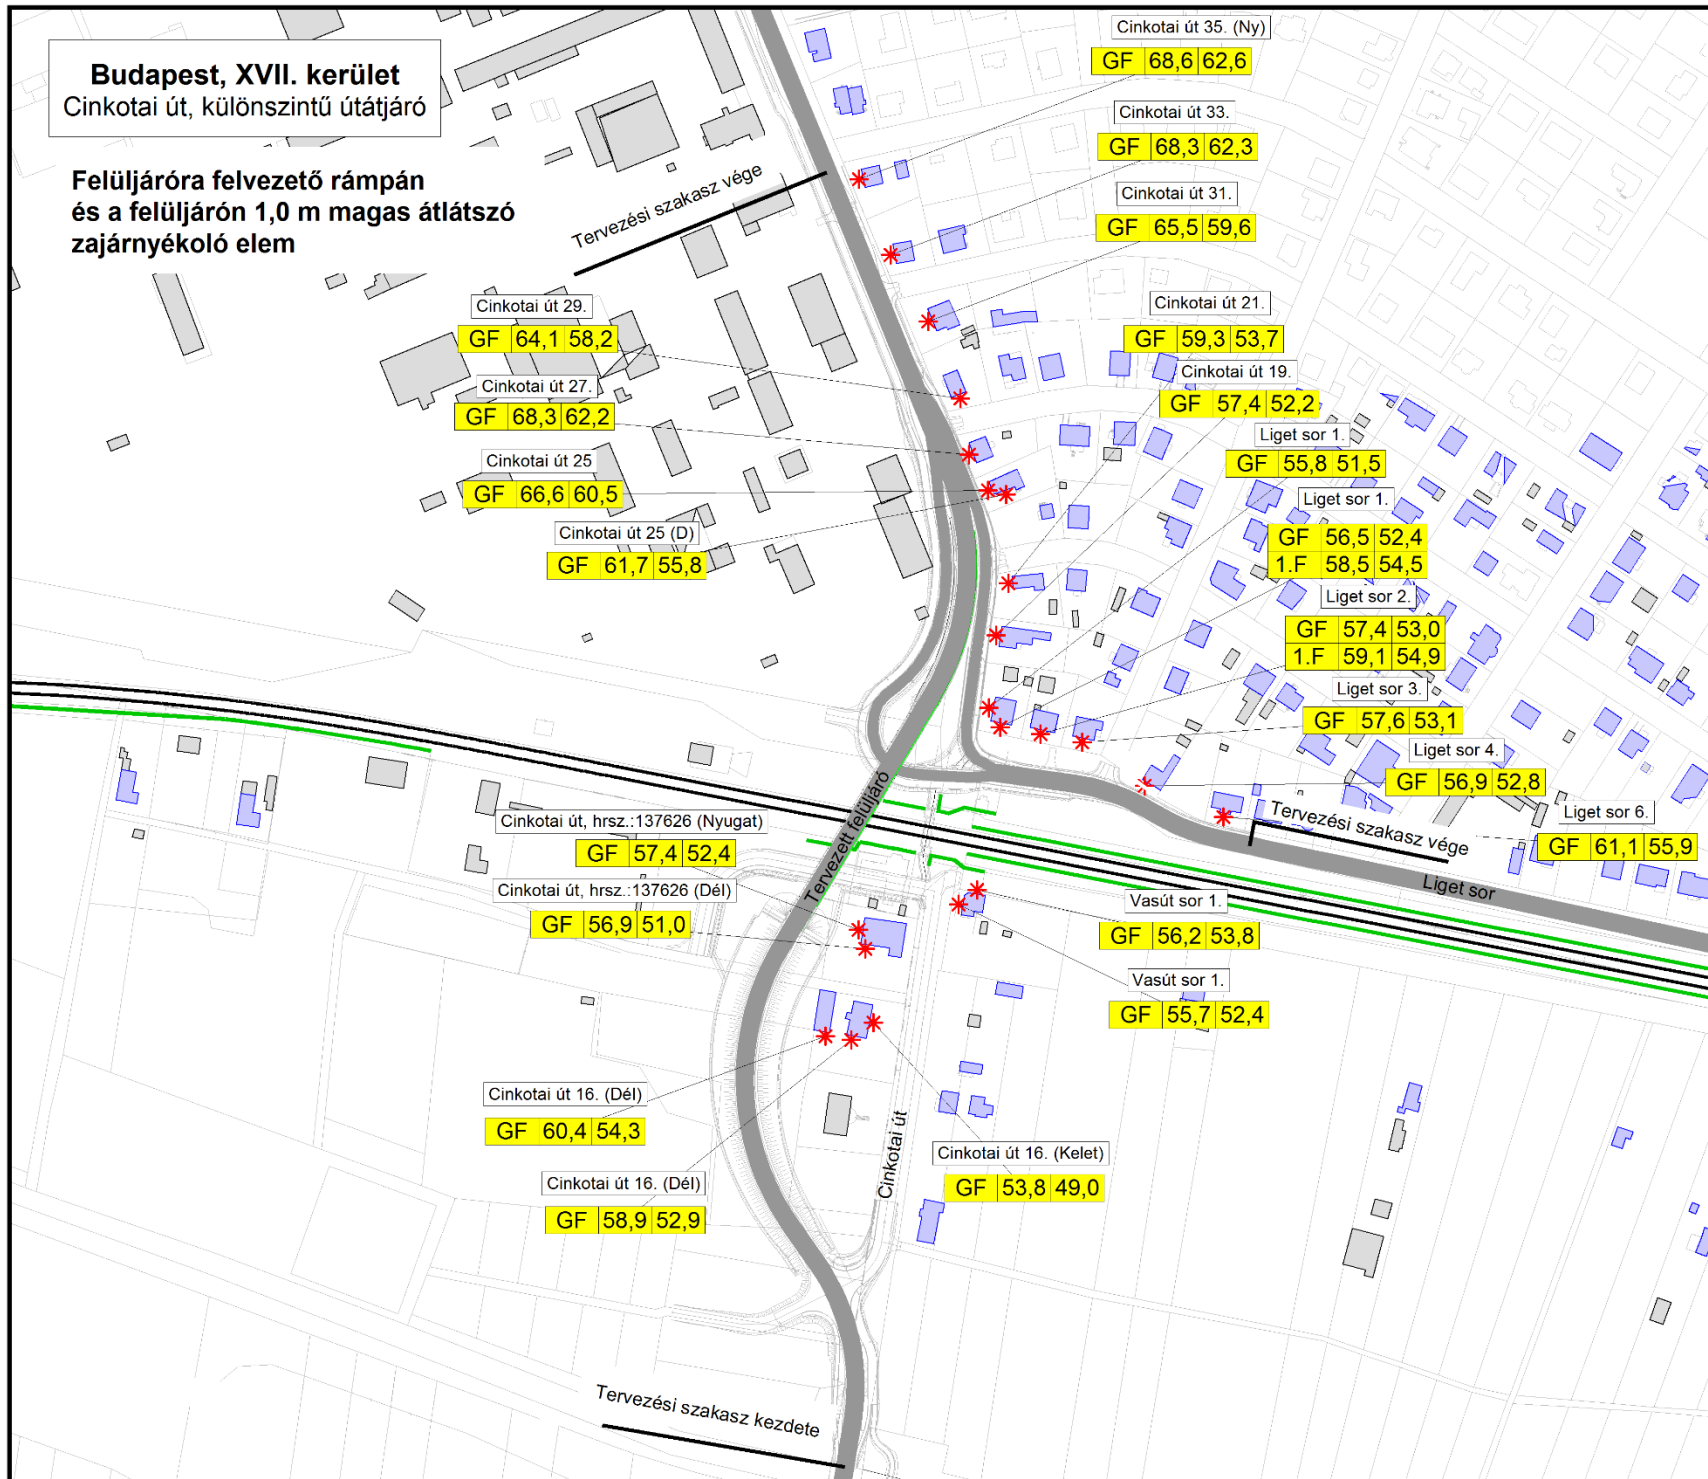 Budapest, XVII. kerület
Cinkotai út, különszintű útátjáró
Felüljáróra felvezető rámpán
és a felüljárón 1,0 m magas átlátszó
zajárnyékoló elem
Tervezési szakasz vége
Cinkotai út 35. (Ny)
GF 68,6 62,6
Cinkotai út 33.
GF 68,3 62,3
Cinkotai út 31.
GF 65,5 59,6
Cinkotai út 29.
GF 64,1 58,2
Cinkotai út 27.
GF 68,3 62,2
Cinkotai út 25
GF 66,6 60,5
Cinkotai út 25 (D)
GF 61,7 55,8
Cinkotai út 21.
GF 59,3 53,7
Cinkotai út 19.
GF 57,4 52,2
Liget sor 1.
GF 55,8 51,5
Liget sor 1.
GF 56,5 52,4
1.F 58,5 54,5
Liget sor 2.
GF 57,4 53,0
1.F 59,1 54,9
Liget sor 3.
GF 57,6 53,1
Liget sor 4.
GF 56,9 52,8
Liget sor 6.
GF 61,1 55,9
Tervezési szakasz vége
Liget sor
Tervezett felüljáró
Cinkotai út, hrsz.:137626 (Nyugat)
GF 57,4 52,4
Cinkotai út, hrsz.:137626 (Dél)
GF 56,9 51,0
Vasút sor 1.
GF 56,2 53,8
Vasút sor 1.
GF 55,7 52,4
Cinkotai út 16. (Dél)
GF 60,4 54,3
Cinkotai út 16. (Dél)
GF 58,9 52,9
Cinkotai út 16. (Kelet)
GF 53,8 49,0
Cinkotai út
Tervezési szakasz kezdete